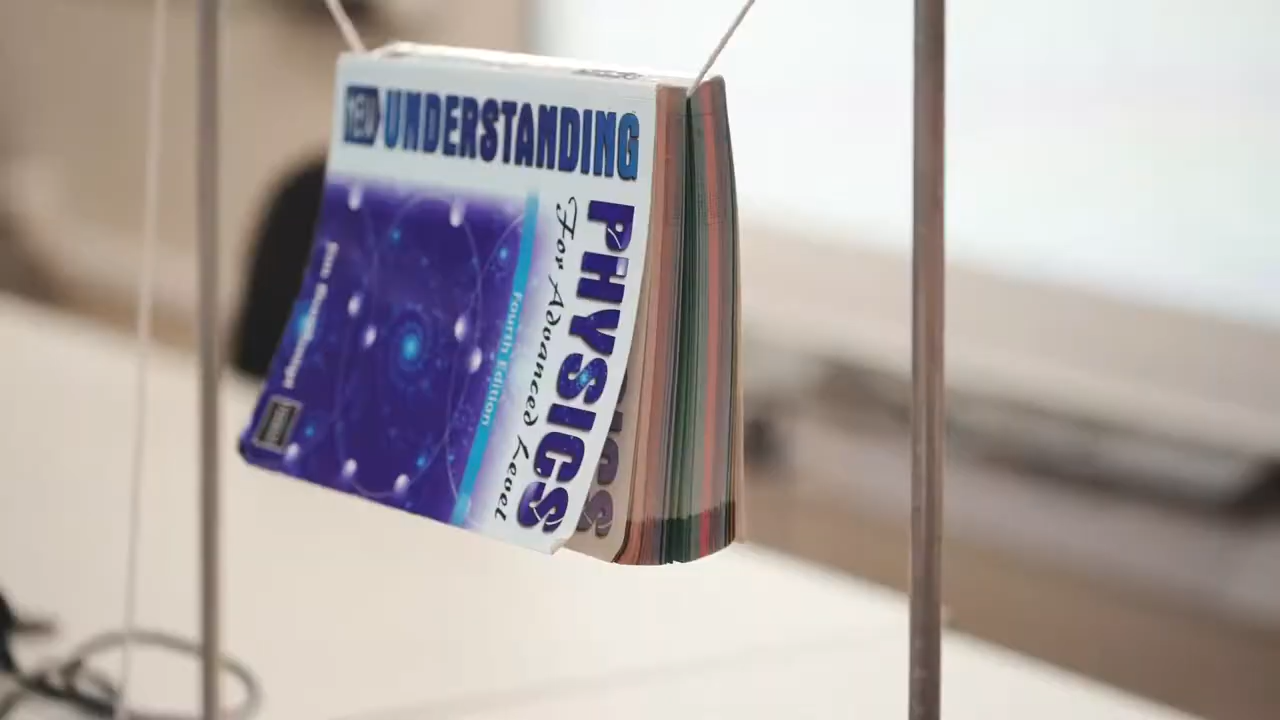 NEW UNDERSTANDING
PHYSICS
For Advanced Level
Fourth Edition